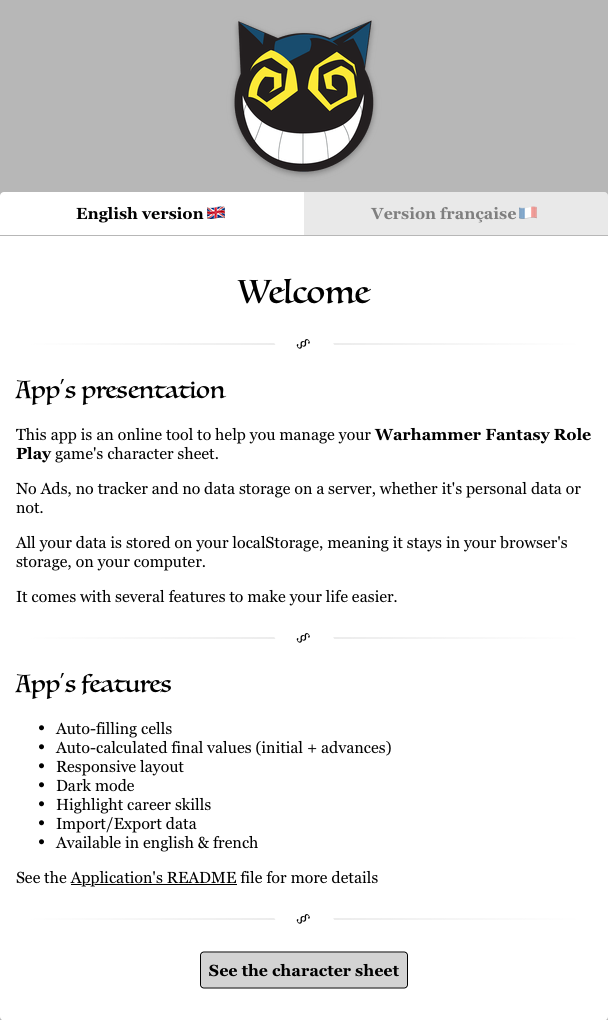 English version
Version française
Welcome
App's presentation
This app is an online tool to help you manage your Warhammer Fantasy Role
Play game's character sheet.
No Ads, no tracker and no data storage on a server, whether it's personal data or
not.
All your data is stored on your localStorage, meaning it stays in your browser's
storage, on your computer.
It comes with several features to make your life easier.
App's features
Auto-filling cells
Auto-calculated final values (initial + advances)
Responsive layout
Dark mode
Highlight career skills
Import/Export data
Available in english & french
See the Application's README file for more details
See the character sheet